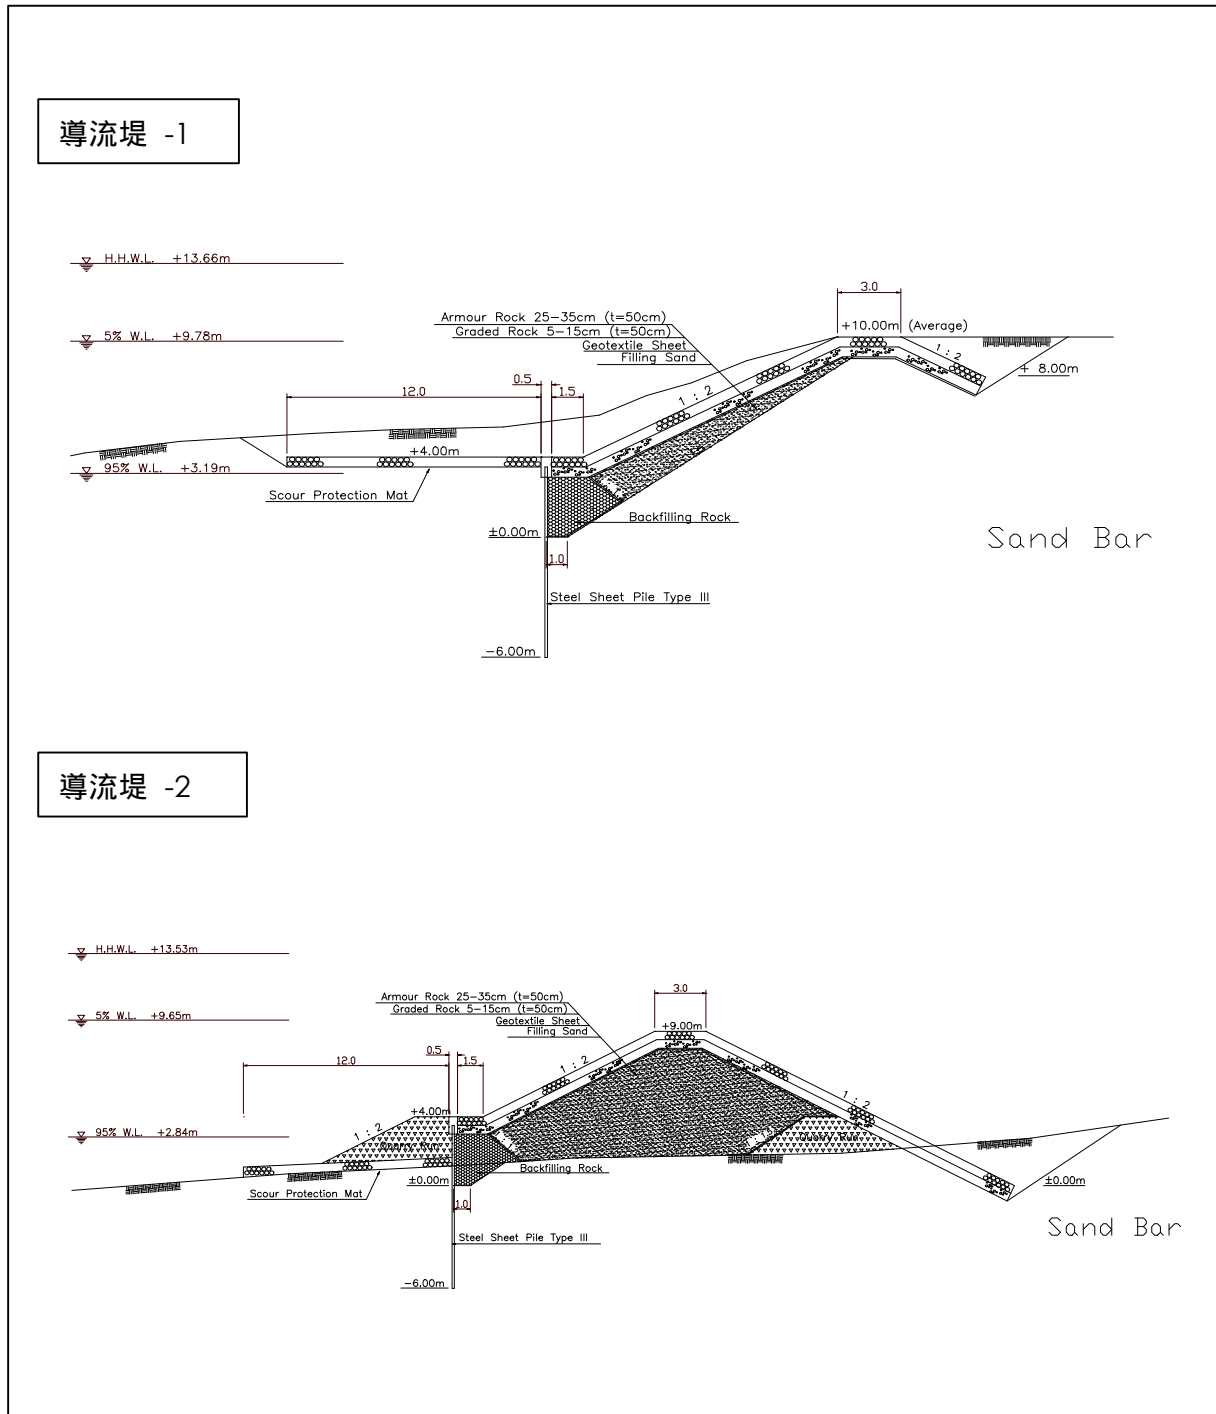 導流堤 -1
H.H.W.L. +13.66m
3.0
Armour Rock 25-35cm (t=50cm)
+10.00m (Average)
Graded Rock 5-15cm (t=50cm)
5% W.L. +9.78m
Geotextile Sheet
1 : 2
Filling Sand
+ 8.00m
0.5
12.0
1.5
1 : 2
+4.00m
95% W.L. +3.19m
Scour Protection Mat
Backfilling Rock
±0.00m
Sand Bar
1.0
Steel Sheet Pile Type III
-6.00m
導流堤 -2
H.H.W.L. +13.53m
3.0
Armour Rock 25-35cm (t=50cm)
Graded Rock 5-15cm (t=50cm)
5% W.L. +9.65m
Geotextile Sheet
+9.00m
Filling Sand
0.5
12.0
1.5
1 : 2
1 : 2
+4.00m
1 : 2
95% W.L. +2.84m
Quarry Run
Quarry Run
Backfilling Rock
±0.00m
±0.00m
Scour Protection Mat
1.0
Sand Bar
Steel Sheet Pile Type III
-6.00m